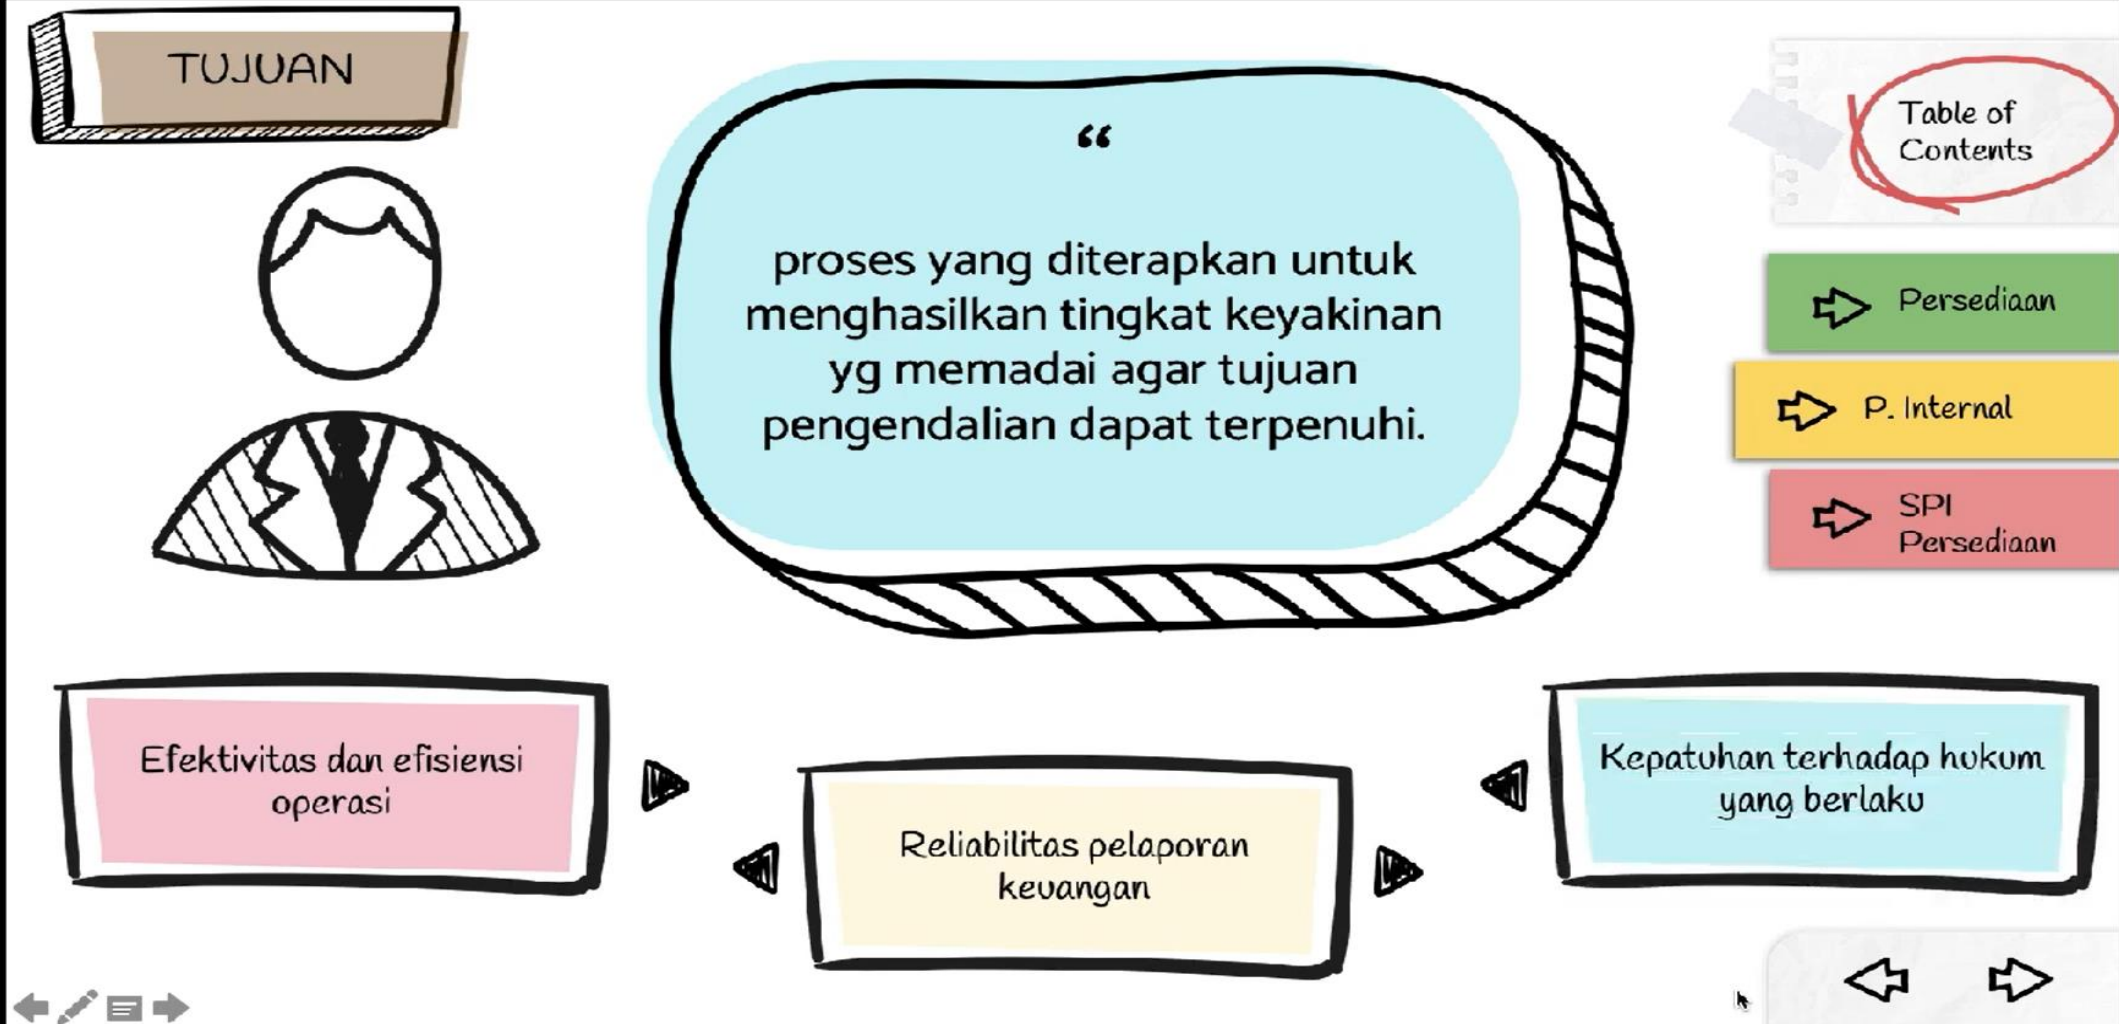 TUJUAN
“
proses yang diterapkan untuk
menghasilkan tingkat keyakinan
yg memadai agar tujuan
pengendalian dapat terpenuhi.
Table of
Contents
Persediaan
P. Internal
SPI
Persediaan
Efektivitas dan efisiensi
operasi
Reliabilitas pelaporan
keuangan
Kepatuhan terhadap hukum
yang berlaku